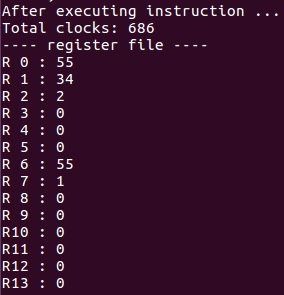 After executing instruction ...
Total clocks: 686
---- register file ----
R 0 : 55
R 1 : 34
R 2 : 2
R 3 : 0
R 4 : 0
R 5 : 0
R 6 : 55
R 7 : 1
R 8 : 0
R 9 : 0
R10 : 0
R11 : 0
R12 : 0
R13 : 0